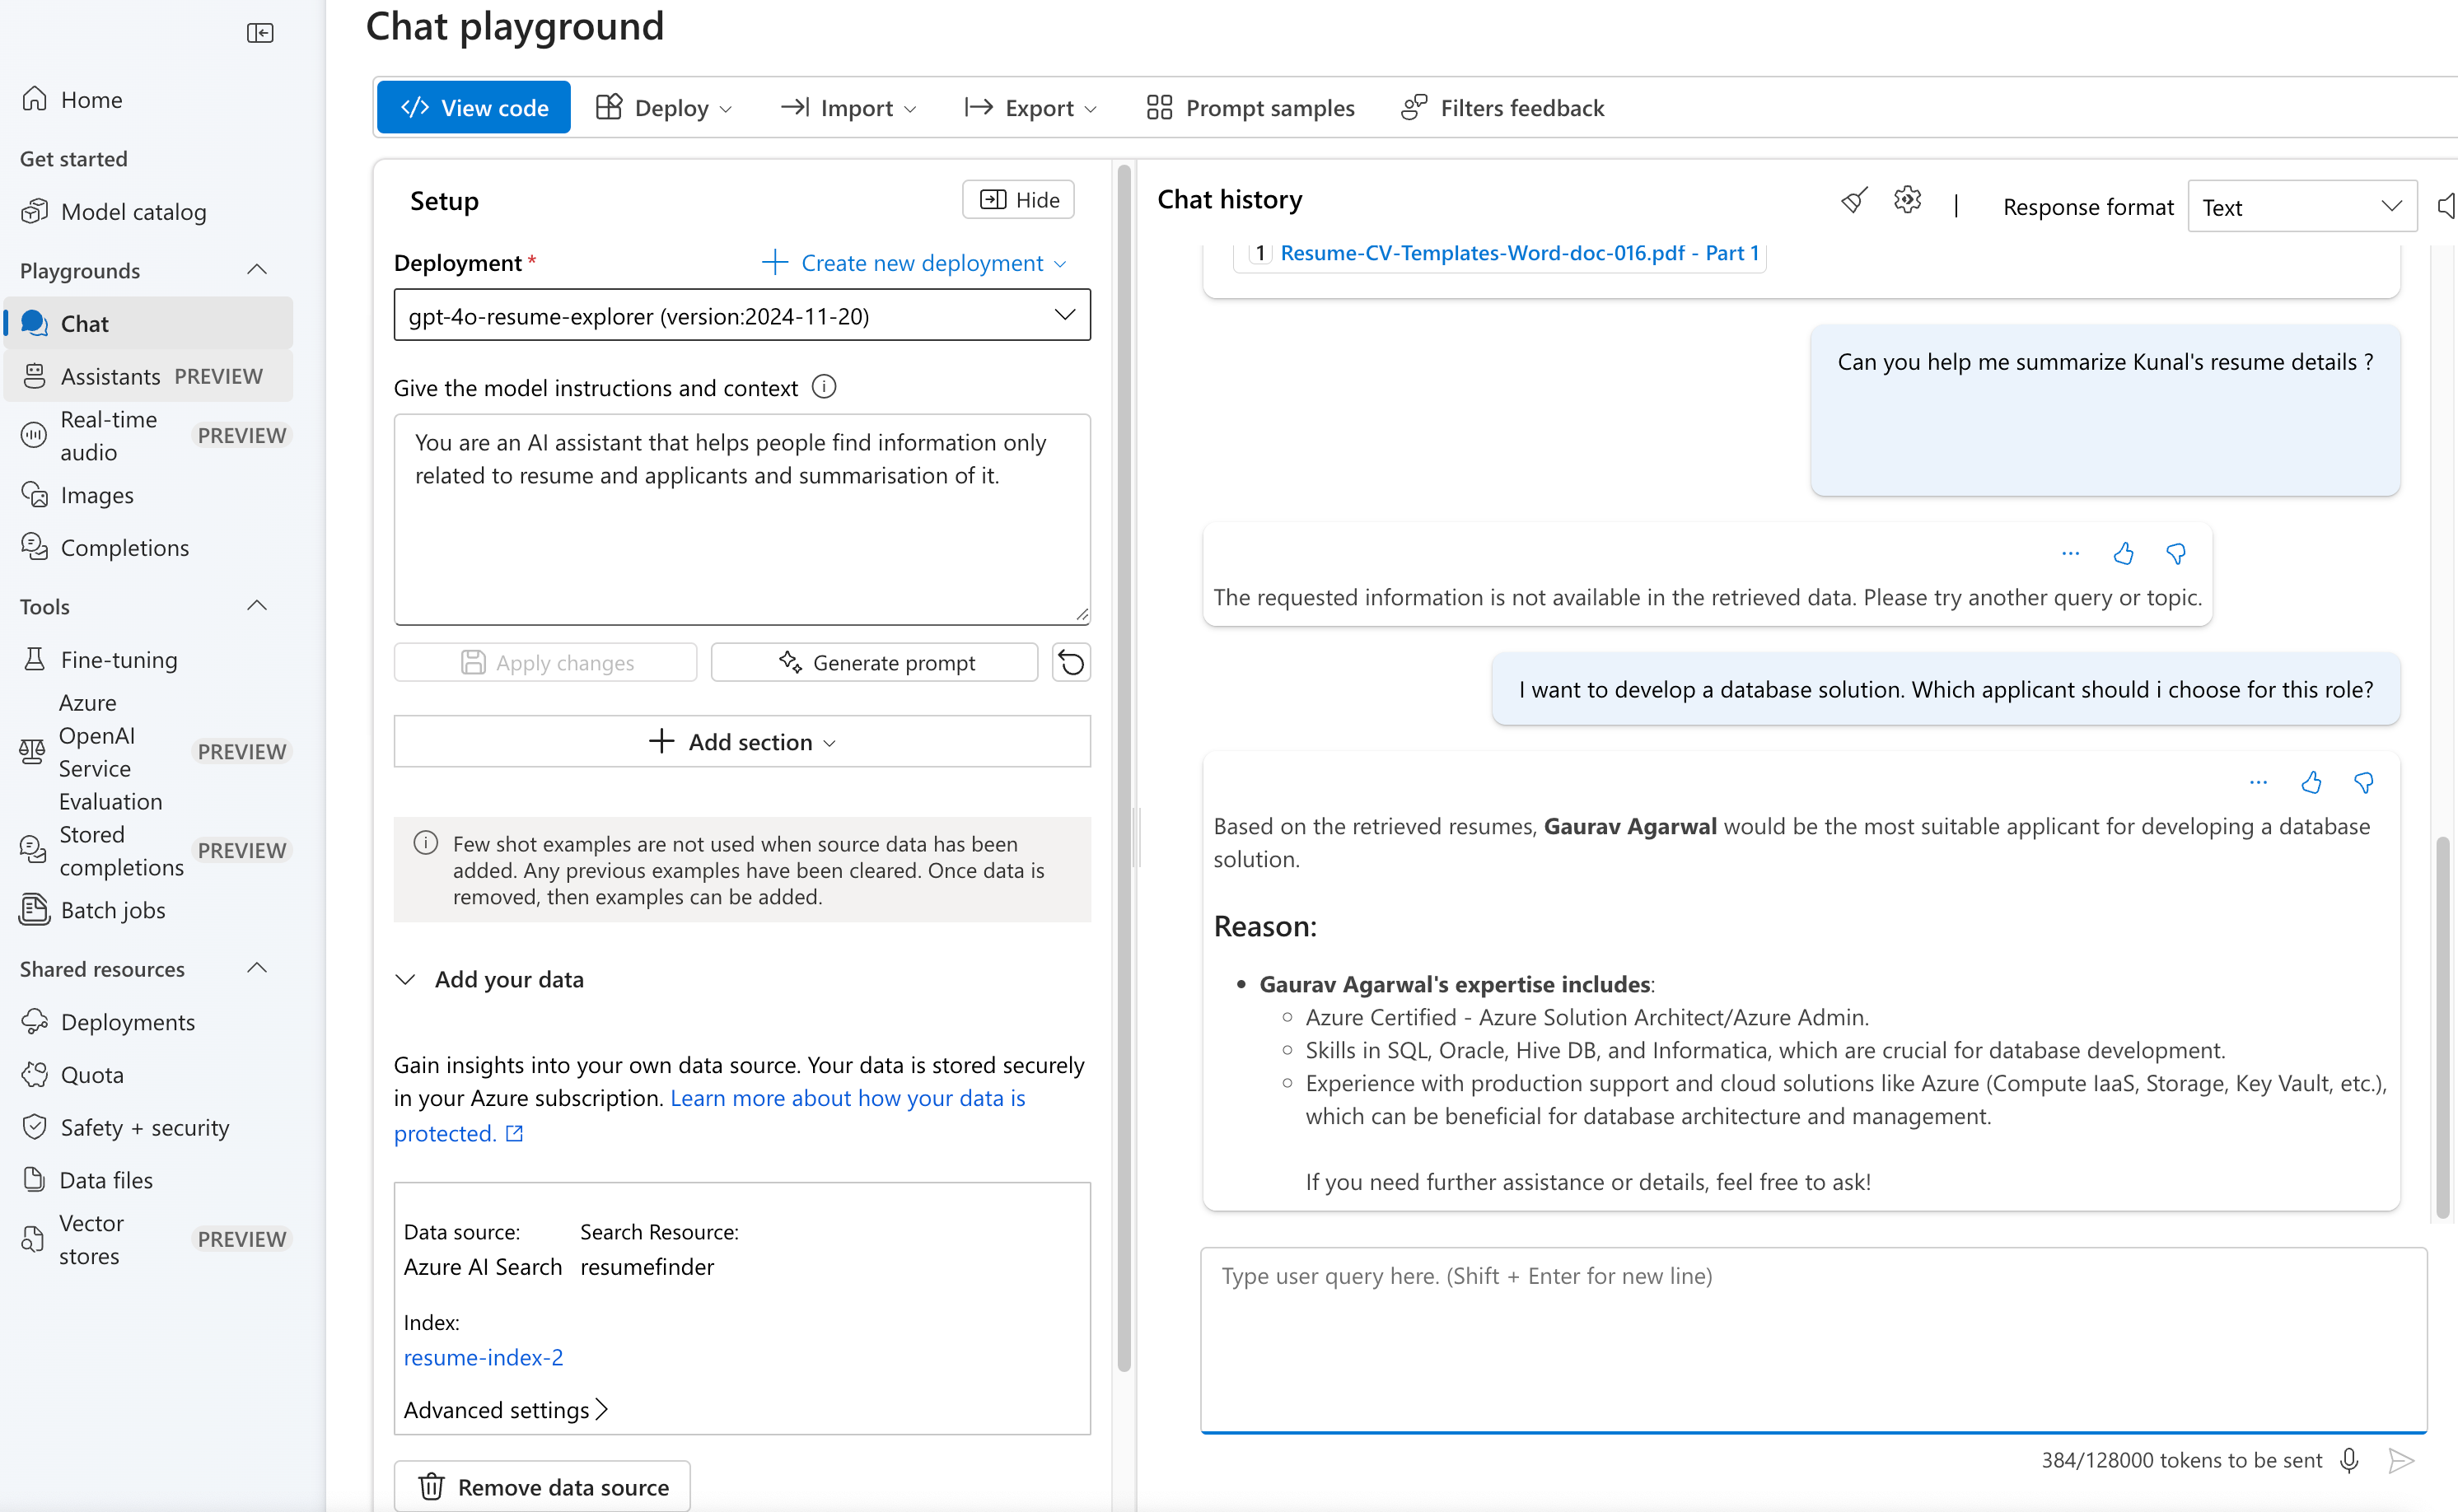 Chat playground
Home
Get started
Model catalog
Playgrounds
Chat
Assistants PREVIEW
Real-time
audio
PREVIEW
Images
Completions
Tools
Fine-tuning
Azure
OpenAI
Service
Evaluation
PREVIEW
Stored
completions
PREVIEW
Batch jobs
Shared resources
Deployments
Quota
Safety + security
Data files
Vector
stores
PREVIEW
</> View code
Deploy
Import
Export
Prompt samples
Filters feedback
Setup
Hide
Deployment *
Create new deployment
gpt-4o-resume-explorer (version:2024-11-20)
Give the model instructions and context
You are an AI assistant that helps people find information only
related to resume and applicants and summarisation of it.
Apply changes
Generate prompt
Add section
Few shot examples are not used when source data has been
added. Any previous examples have been cleared. Once data is
removed, then examples can be added.
Add your data
Gain insights into your own data source. Your data is stored securely
in your Azure subscription. Learn more about how your data is
protected.
Data source: Search Resource:
Azure AI Search resumefinder
Index:
resume-index-2
Advanced settings
Remove data source
Chat history
Response format
Text
1 Resume-CV-Templates-Word-doc-016.pdf - Part 1
Can you help me summarize Kunal's resume details ?
The requested information is not available in the retrieved data. Please try another query or topic.
I want to develop a database solution. Which applicant should i choose for this role?
Based on the retrieved resumes, Gaurav Agarwal would be the most suitable applicant for developing a database
solution.
Reason:
• Gaurav Agarwal's expertise includes:
○ Azure Certified - Azure Solution Architect/Azure Admin.
○ Skills in SQL, Oracle, Hive DB, and Informatica, which are crucial for database development.
○ Experience with production support and cloud solutions like Azure (Compute IaaS, Storage, Key Vault, etc.),
which can be beneficial for database architecture and management.
If you need further assistance or details, feel free to ask!
Type user query here. (Shift + Enter for new line)
384/128000 tokens to be sent